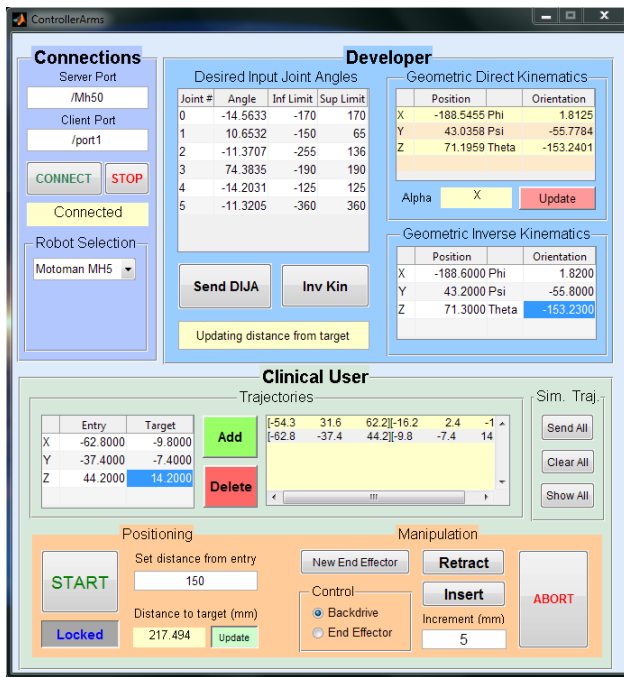 ControllerArms
Connections
Server Port
/Mh50
Client Port
/port1
CONNECT STOP
Connected
Robot Selection
Motoman MH5
Developer
Desired Input Joint Angles
Joint # Angle Inf Limit Sup Limit
0 -14.5633 -170 170
1 10.6532 -150 65
2 -11.3707 -255 136
3 74.3835 -190 190
4 -14.2031 -125 125
5 -11.3205 -360 360
Send DIJA Inv Kin
Updating distance from target
Geometric Direct Kinematics
Position Orientation
X -188.5455 Phi 1.8125
Y 43.0358 Psi -55.7784
Z 71.1959 Theta -153.2401
Alpha X Update
Geometric Inverse Kinematics
Position Orientation
X -188.6000 Phi 1.8200
Y 43.2000 Psi -55.8000
Z 71.3000 Theta -153.2300
Clinical User
Trajectories
Entry Target
X -62.8000 -9.8000
Y -37.4000 -7.4000
Z 44.2000 14.2000
Add
Delete
[-54.3 31.6 62.2][-16.2 2.4 -1
[-62.8 -37.4 44.2][-9.8 -7.4 14
Sim. Traj.
Send All
Clear All
Show All
Positioning
START
Locked
Set distance from entry
150
Distance to target (mm)
217.494 Update
Manipulation
New End Effector
Control
Backdrive
End Effector
Retract
Insert
Increment (mm)
5
ABORT